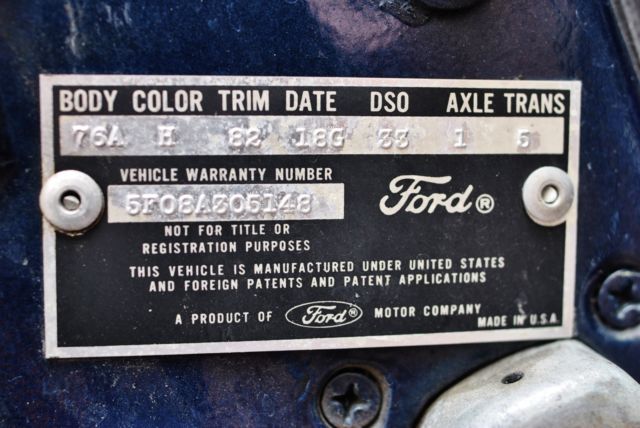 BODY COLOR TRIM DATE DSO AXLE TRANS
76A H 82 18G 33 1 5
VEHICLE WARRANTY NUMBER
5F08A305148
Ford®
NOT FOR TITLE OR
REGISTRATION PURPOSES
THIS VEHICLE IS MANUFACTURED UNDER UNITED STATES
AND FOREIGN PATENTS AND PATENT APPLICATIONS
A PRODUCT OF Ford® MOTOR COMPANY
MADE IN U.S.A.